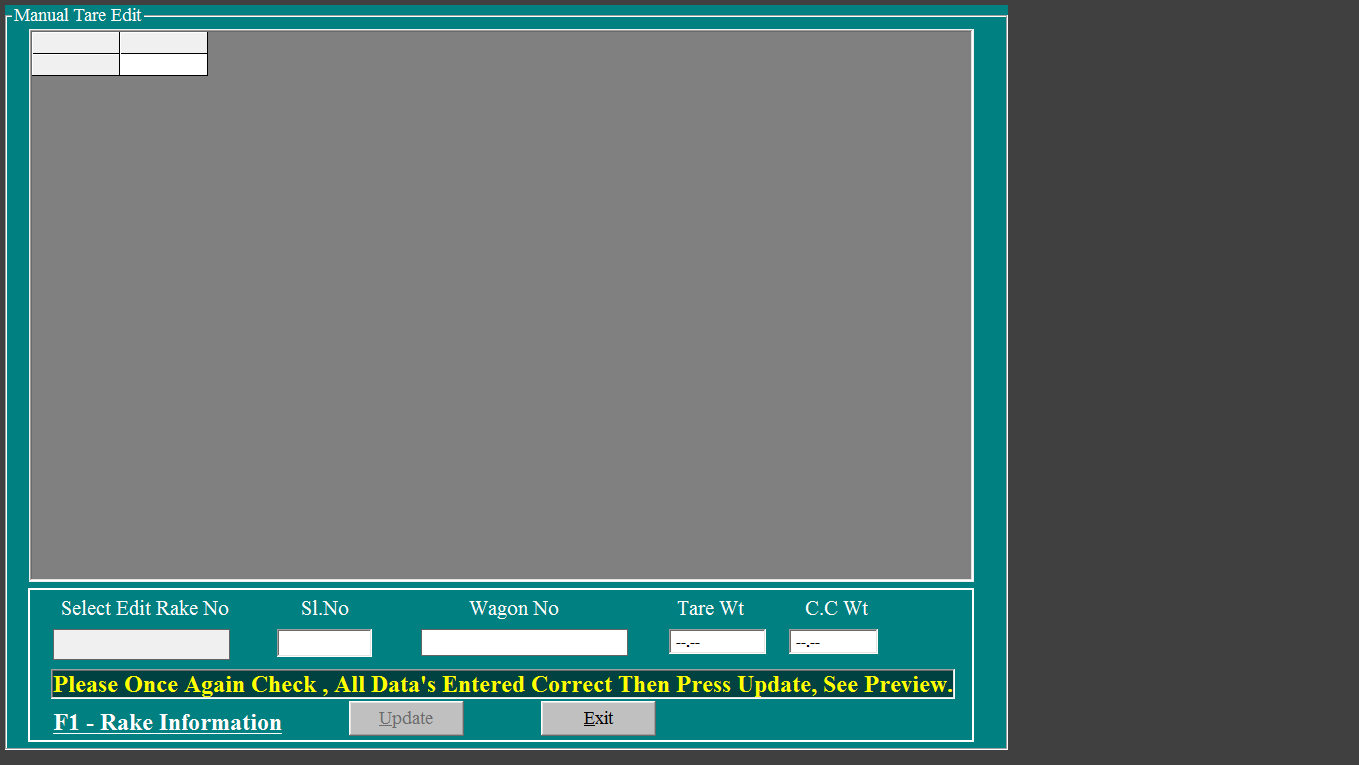 Manual Tare Edit
Select Edit Rake No Sl.No Wagon No Tare Wt C.C Wt
--.-- --.--
Please Once Again Check , All Data's Entered Correct Then Press Update, See Preview.
F1 - Rake Information Update Exit